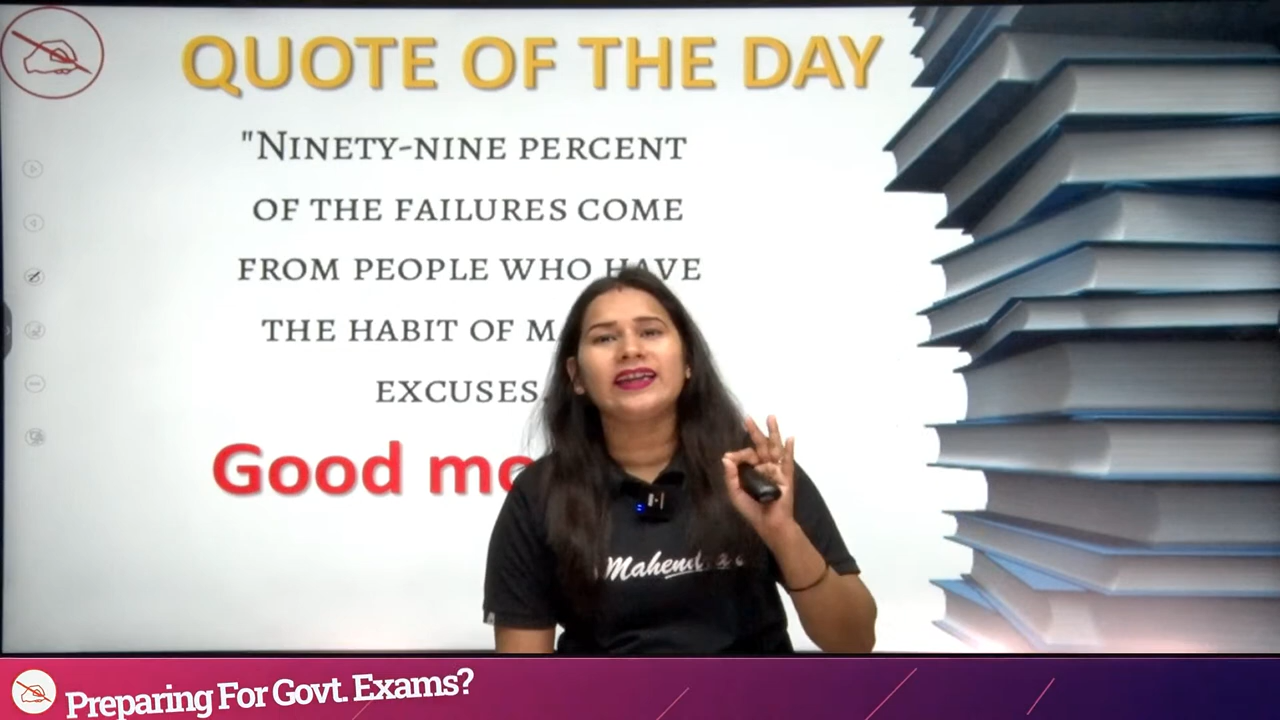 QUOTE OF THE DAY
"NINETY-NINE PERCENT
OF THE FAILURES COME
FROM PEOPLE WHO HAVE
THE HABIT OF
EXCUSES.
Good
Preparing For Govt. Exams?